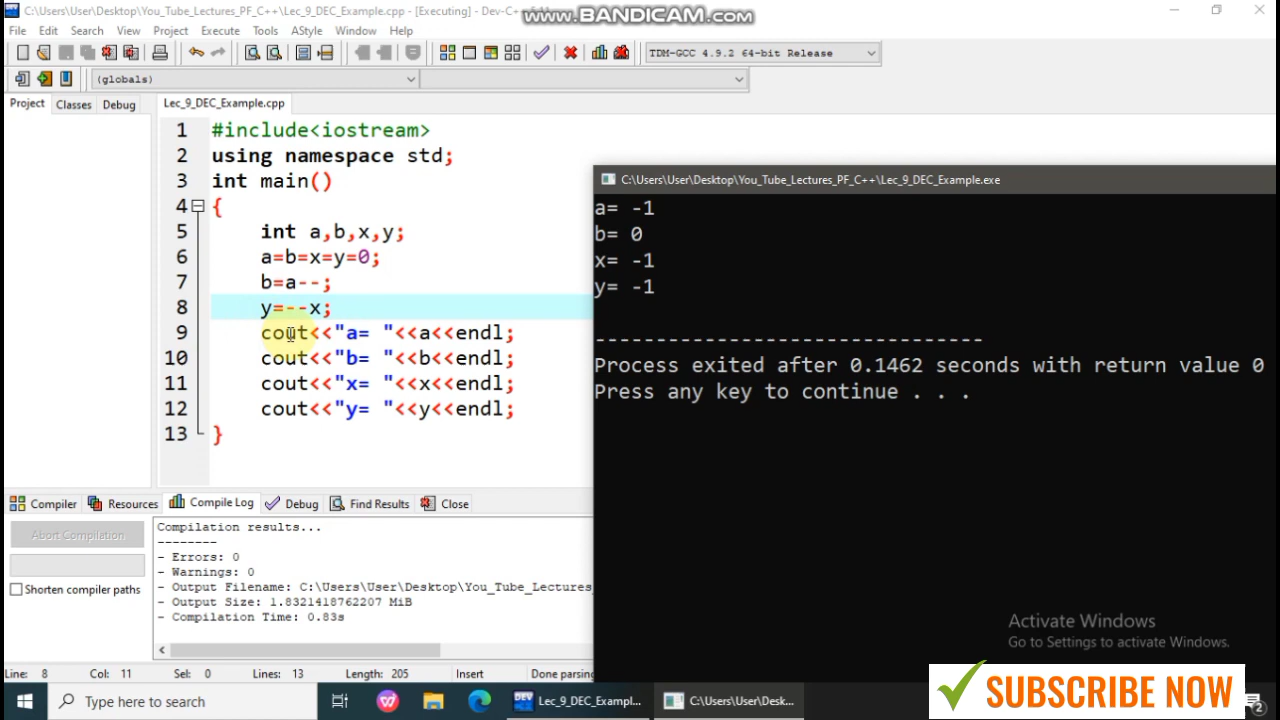 C:\Users\User\Desktop\You_Tube_Lectures_PF_C++\Lec_9_DEC_Example.cpp - [Executing] - Dev-C++
www.BANDICAM.com
File Edit Search View Project Execute Tools AStyle Window Help
TDM-GCC 4.9.2 64-bit Release
(globals)
Project Classes Debug
Lec_9_DEC_Example.cpp
1 #include<iostream>
2 using namespace std;
3 int main()
4 {
5 int a,b,x,y;
6 a=b=x=y=0;
7 b=a--;
8 y=--x;
9 cout<<"a= "<<a<<endl;
10 cout<<"b= "<<b<<endl;
11 cout<<"x= "<<x<<endl;
12 cout<<"y= "<<y<<endl;
13 }
C:\Users\User\Desktop\You_Tube_Lectures_PF_C++\Lec_9_DEC_Example.exe
a= -1
b= 0
x= -1
y= -1
--------------------------------
Process exited after 0.1462 seconds with return value 0
Press any key to continue . . .
Compiler Resources Compile Log Debug Find Results Close
Abort Compilation
Shorten compiler paths
Compilation results...
--------
- Errors: 0
- Warnings: 0
- Output Filename: C:\Users\User\Desktop\You_Tube_Lectures_
- Output Size: 1.8321418762207 MiB
- Compilation Time: 0.83s
Activate Windows
Go to Settings to activate Windows.
Line: 8 Col: 11 Sel: 0 Lines: 13 Length: 205 Insert Done parsing
Type here to search
DEV Lec_9_DEC_Exampl...
C:\Users\User\Desk...
SUBSCRIBE NOW
2